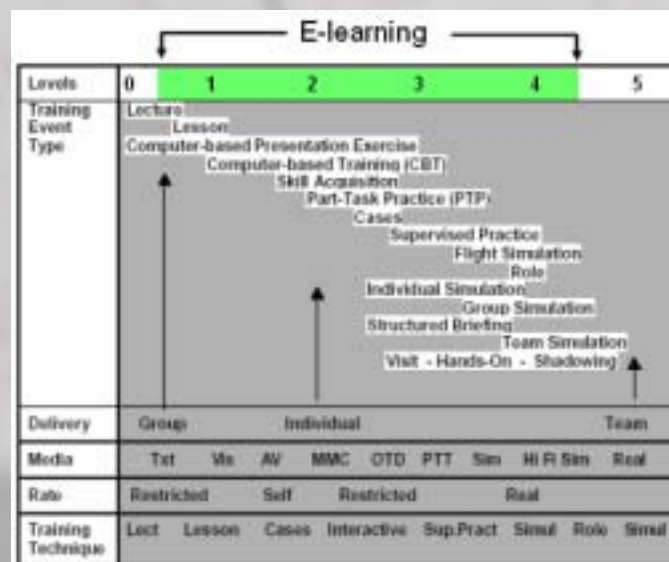 E-learning
Levels 0 1 2 3 4 5
Training Event Type
Lecture
Lesson
Computer-based Presentation Exercise
Computer-based Training (CBT)
Skill Acquisition
Part-Task Practice (PTP)
Cases
Supervised Practice
Flight Simulation
Role
Individual Simulation
Group Simulation
Structured Briefing
Team Simulation
Visit - Hands-On - Shadowing
Delivery Group Individual Team
Media Txt Vis AV MMC OTD PTT Sim Hi Fi Sim Real
Rate Restricted Self Restricted Real
Training Technique Lect Lesson Cases Interactive Sup.Pract Simul Role Simul